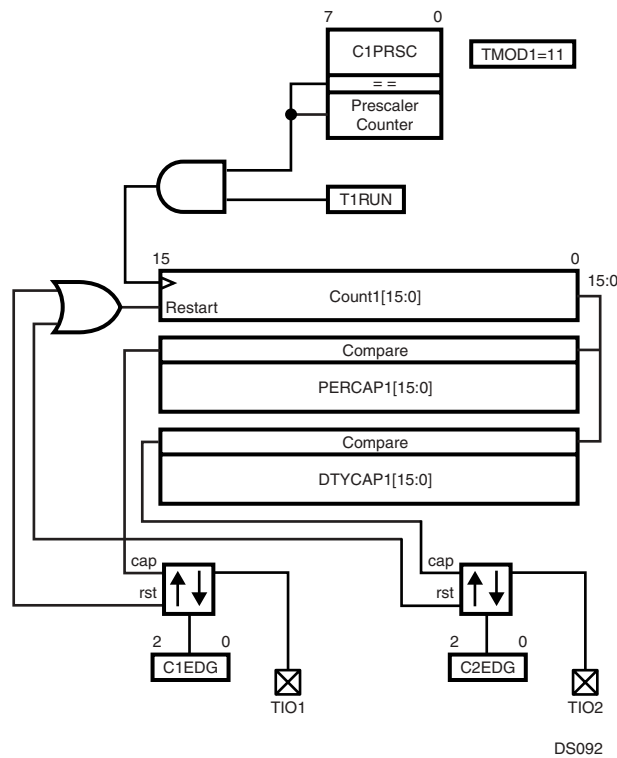 7 0
C1PRSC
TMOD1=11
= =
Prescaler
Counter
T1RUN
15 0
15:0
Count1[15:0]
Restart
Compare
PERCAP1[15:0]
Compare
DTYCAP1[15:0]
cap
rst
cap
rst
2 0
2 0
C1EDG
C2EDG
TIO1
TIO2
DS092